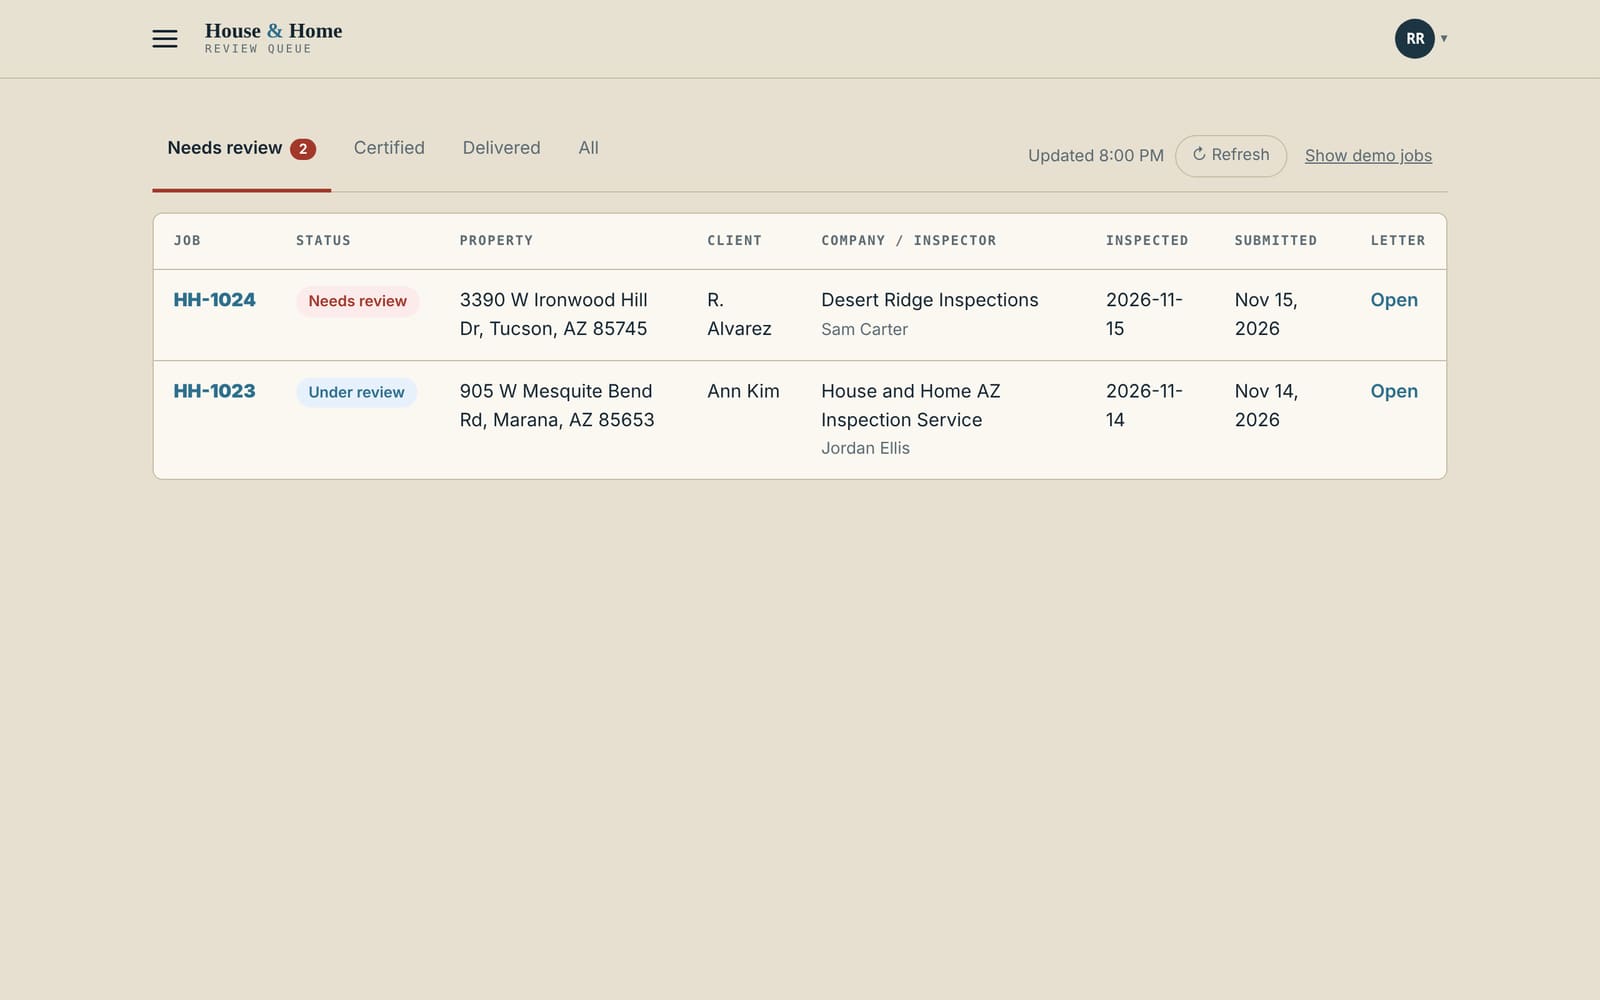 House & Home
REVIEW QUEUE
RR ▾
Needs review 2
Certified
Delivered
All
Updated 8:00 PM
↻ Refresh
Show demo jobs
JOB STATUS PROPERTY CLIENT COMPANY / INSPECTOR INSPECTED SUBMITTED LETTER
HH-1024
Needs review
3390 W Ironwood Hill
Dr, Tucson, AZ 85745
R.
Alvarez
Desert Ridge Inspections
Sam Carter
2026-11-
15
Nov 15,
2026
Open
HH-1023
Under review
905 W Mesquite Bend
Rd, Marana, AZ 85653
Ann Kim
House and Home AZ
Inspection Service
Jordan Ellis
2026-11-
14
Nov 14,
2026
Open